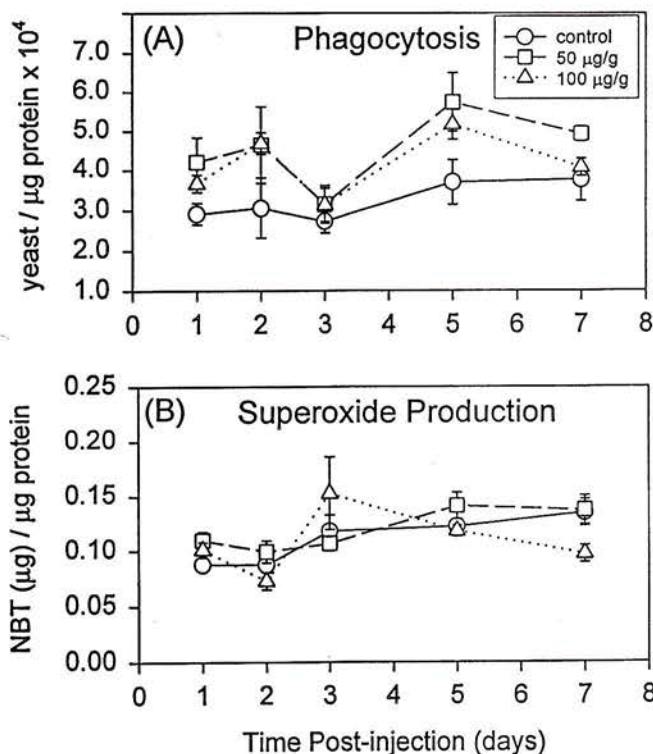 (A) Phagocytosis
control
50 µg/g
100 µg/g
yeast / µg protein x 10⁴
7.0
6.0
5.0
4.0
3.0
2.0
1.0
0 1 2 3 4 5 6 7 8
(B) Superoxide Production
NBT (µg) / µg protein
0.25
0.20
0.15
0.10
0.05
0.00
0 1 2 3 4 5 6 7 8
Time Post-injection (days)